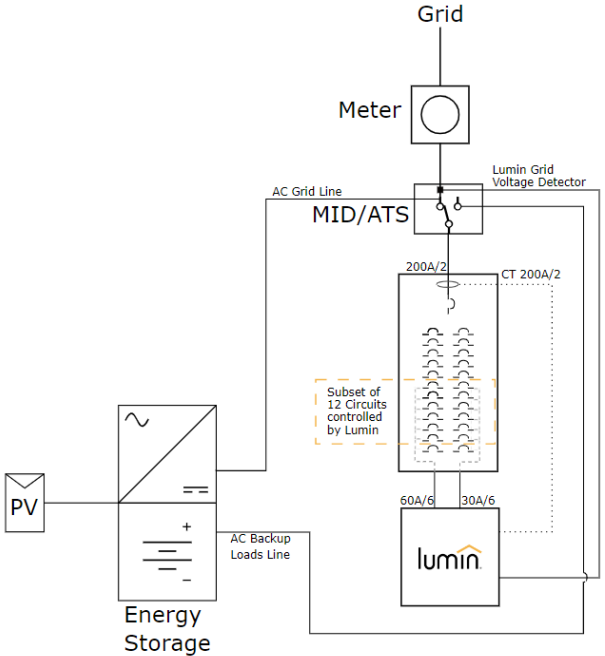 Grid
Meter
Lumin Grid
Voltage Detector
AC Grid Line
MID/ATS
200A/2
CT 200A/2
Subset of
12 Circuits
controlled
by Lumin
60A/6
30A/6
PV
+
AC Backup
Loads Line
lumin
Energy
Storage